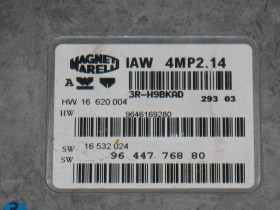 MAGNETI
MARELLI
IAW 4MP2.14
3R-H9BKAD
293 03
HW 16 620 004
HW 9646169280
SW 16 532 024
SW 96 447 768 80